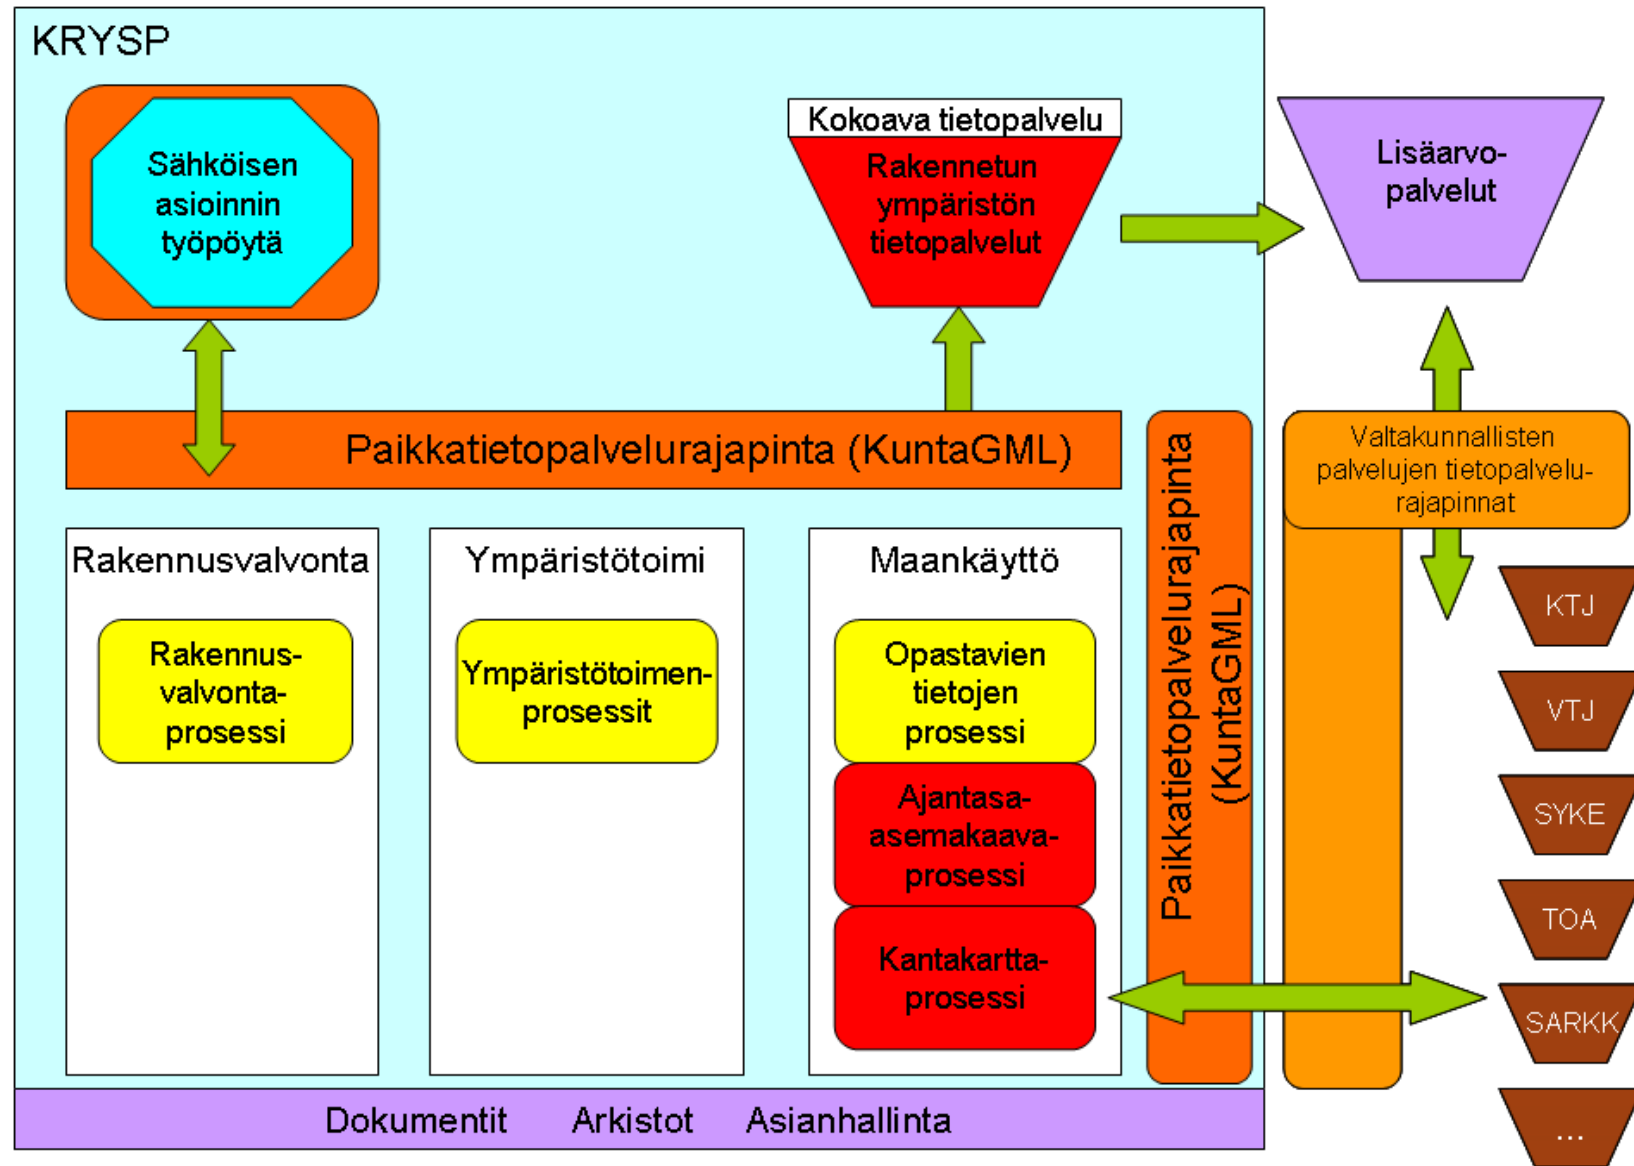 KRYSP
Sähköisen
asioinnin
työpöytä
Kokoava tietopalvelu
Rakennetun
ympäristön
tietopalvelut
Lisäarvo-
palvelut
Paikkatietopalvelurajapinta (KuntaGML)
Paikkatietopalvelurajapinta
(KuntaGML)
Valtakunnallisten
palvelujen tietopalvelu-
rajapinnat
Rakennusvalvonta
Rakennus-
valvonta-
prosessi
Ympäristötoimi
Ympäristötoimen-
prosessit
Maankäyttö
Opastavien
tietojen
prosessi
Ajantasa-
asemakaava-
prosessi
Kantakartta-
prosessi
KTJ
VTJ
SYKE
TOA
SARKK
...
Dokumentit Arkistot Asianhallinta